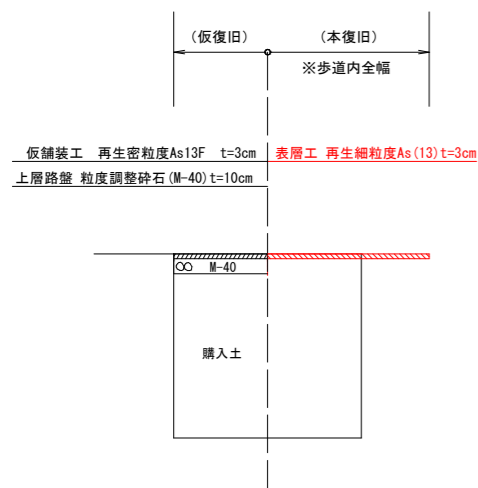 (仮復旧) (本復旧)
※歩道内全幅
仮舗装工 再生密粒度As13F t=3cm 表層工 再生細粒度As(13)t=3cm
上層路盤 粒度調整砕石(M-40)t=10cm
M-40
購入土